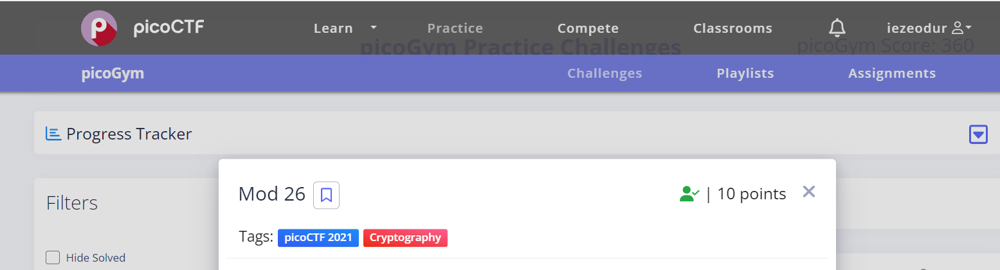 picoCTF Learn Practice Compete Classrooms iezeodur
picoGym Practice Challenges picoGym Score: 360
picoGym Challenges Playlists Assignments
Progress Tracker
Mod 26 | 10 points
Filters
Tags: picoCTF 2021 Cryptography
Hide Solved